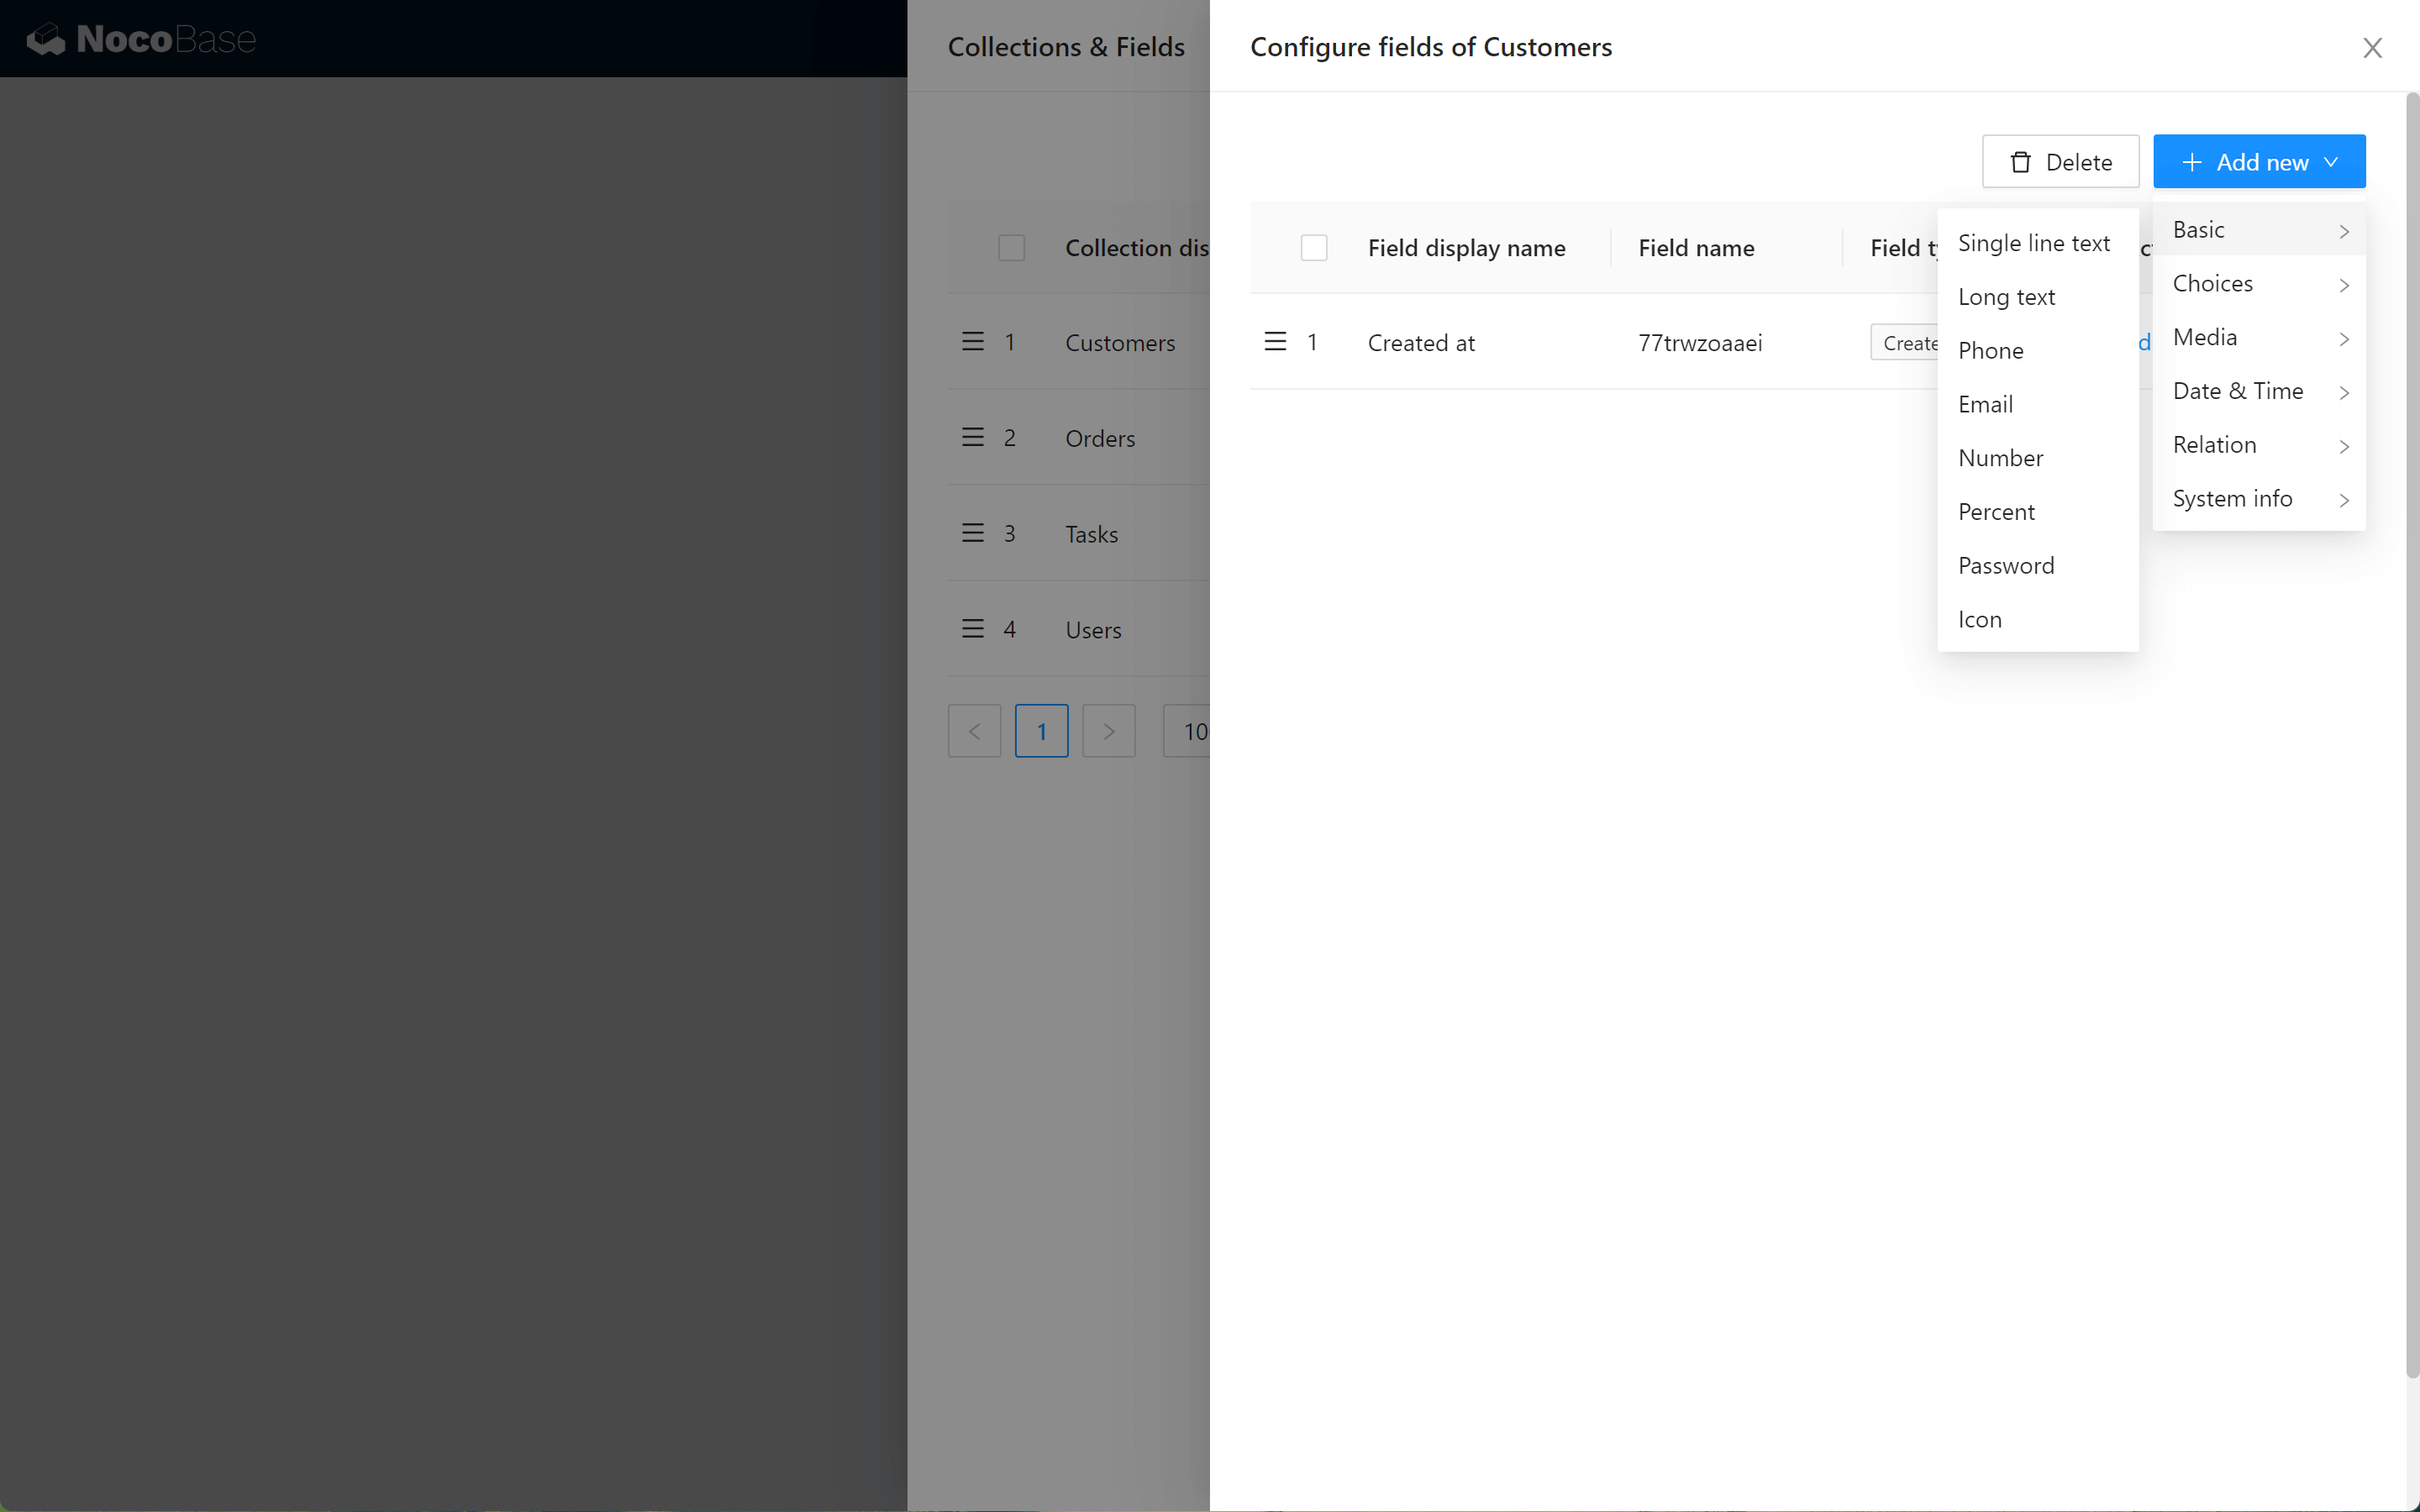 NocoBase
Collections & Fields
Configure fields of Customers
Delete
Add new
Collection dis
Field display name
Field name
Field ty
Single line text
Long text
Phone
Email
Number
Percent
Password
Icon
Basic
Choices
Media
Date & Time
Relation
System info
1 Customers
2 Orders
3 Tasks
4 Users
1 Created at 77trwzoaaei Create
d
1
10